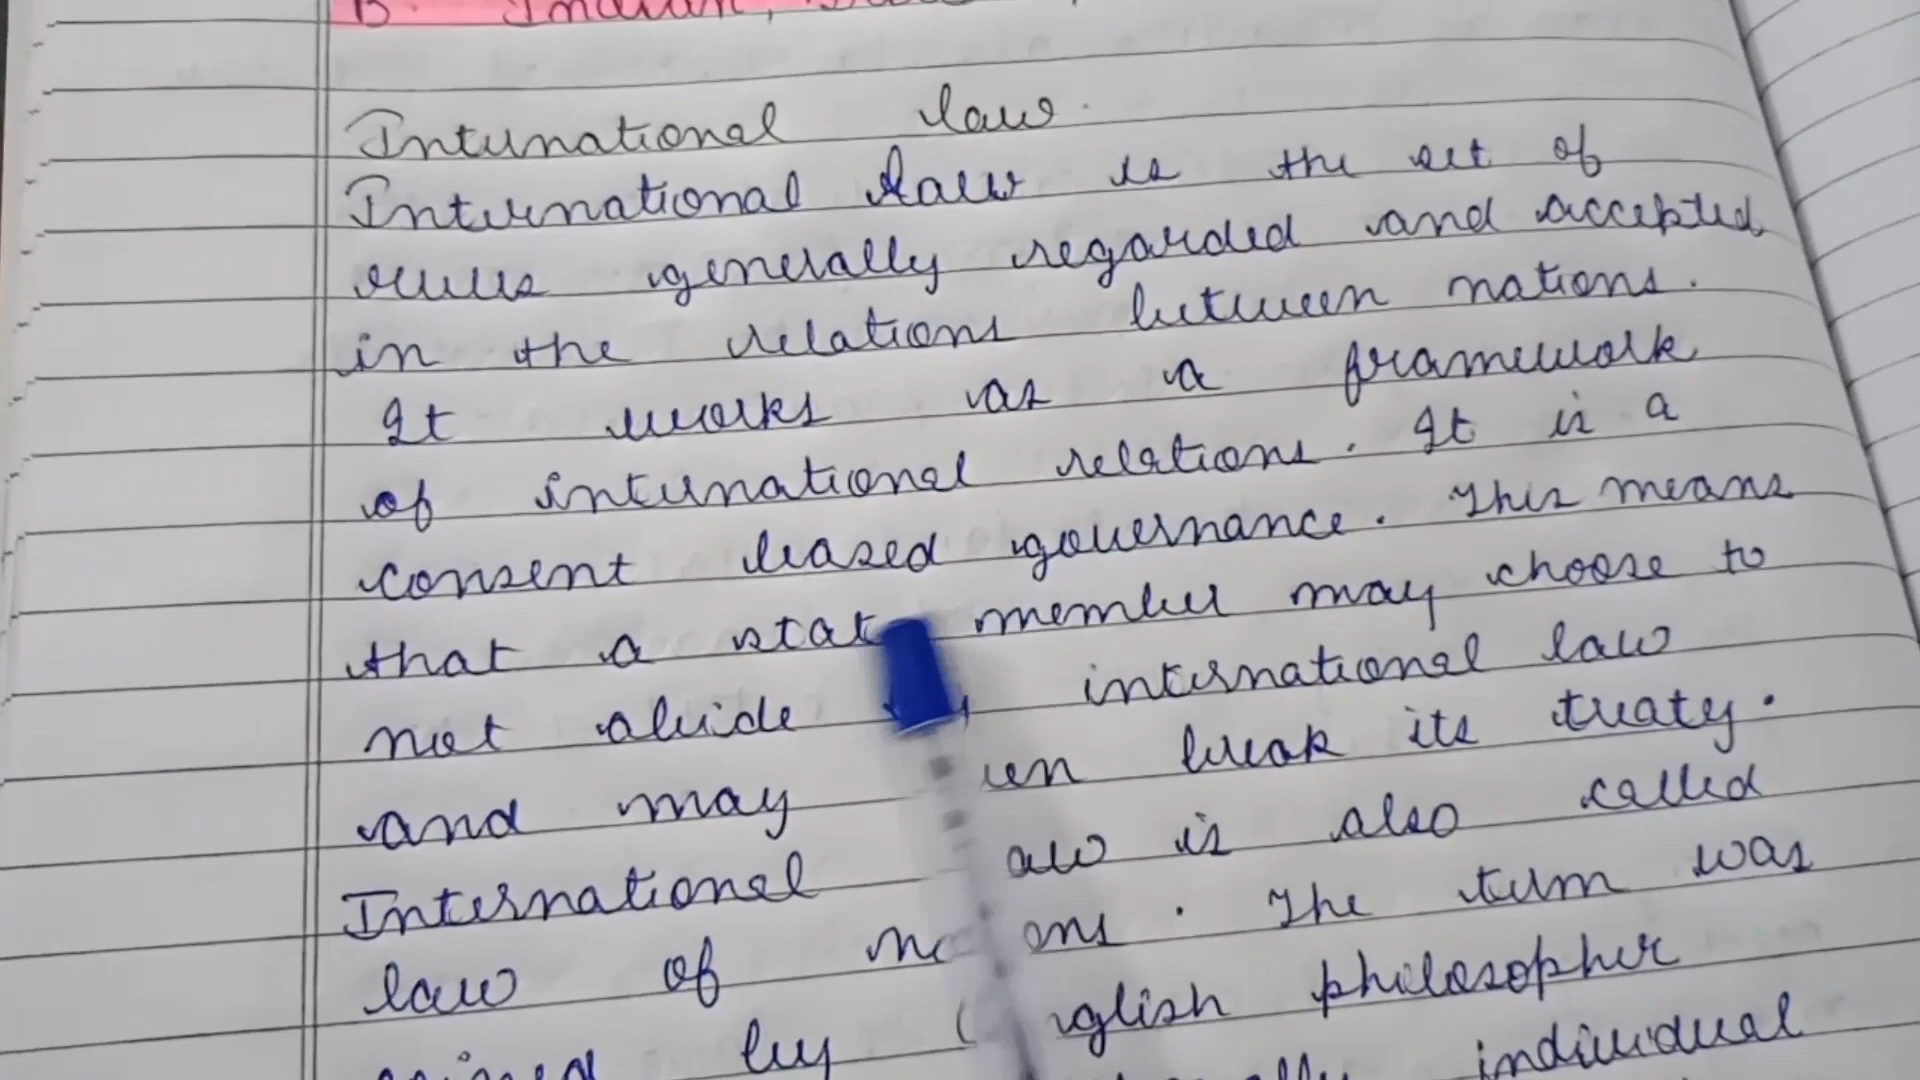 B. Indian,
International law.
International law is the set of
rules generally regarded and accepted
in the relations between nations.
It works as a framework
of international relations. It is a
consent based governance. This means
that a state member may choose to
not abide international law
and may break its treaty.
International law is also called
law of nations. The term was
by English philosopher
individual